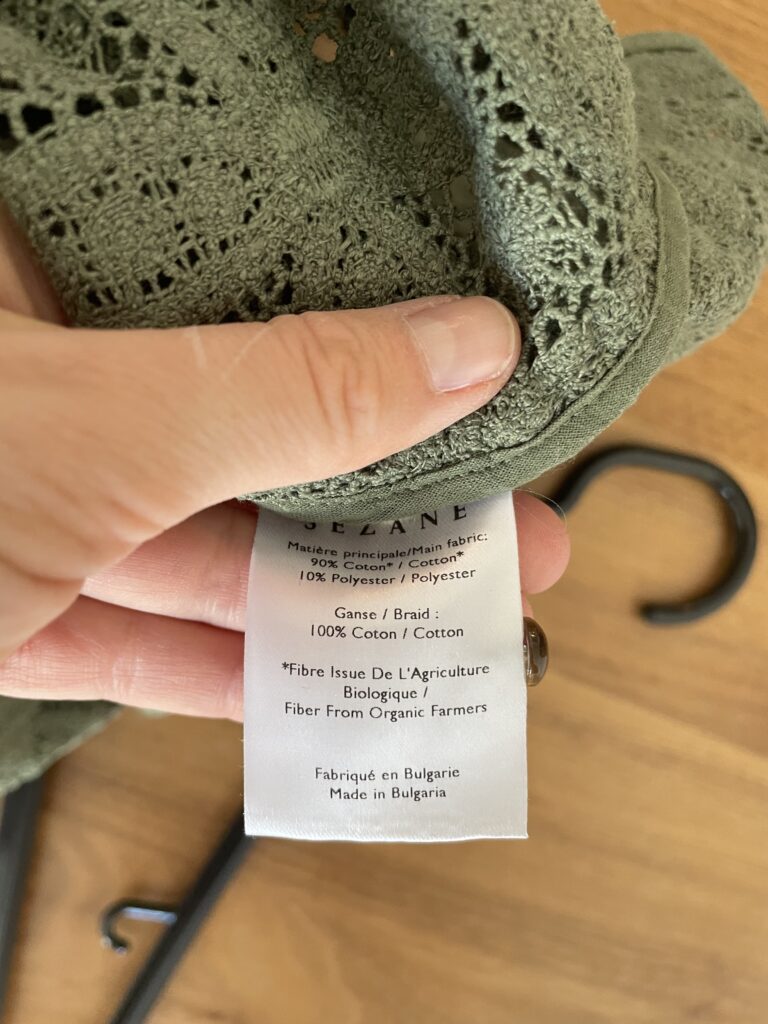 SEZANE
Matière principale/Main fabric:
90% Coton* / Cotton*
10% Polyester / Polyester
Ganse / Braid :
100% Coton / Cotton
*Fibre Issue De L'Agriculture
Biologique /
Fiber From Organic Farmers
Fabriqué en Bulgarie
Made in Bulgaria